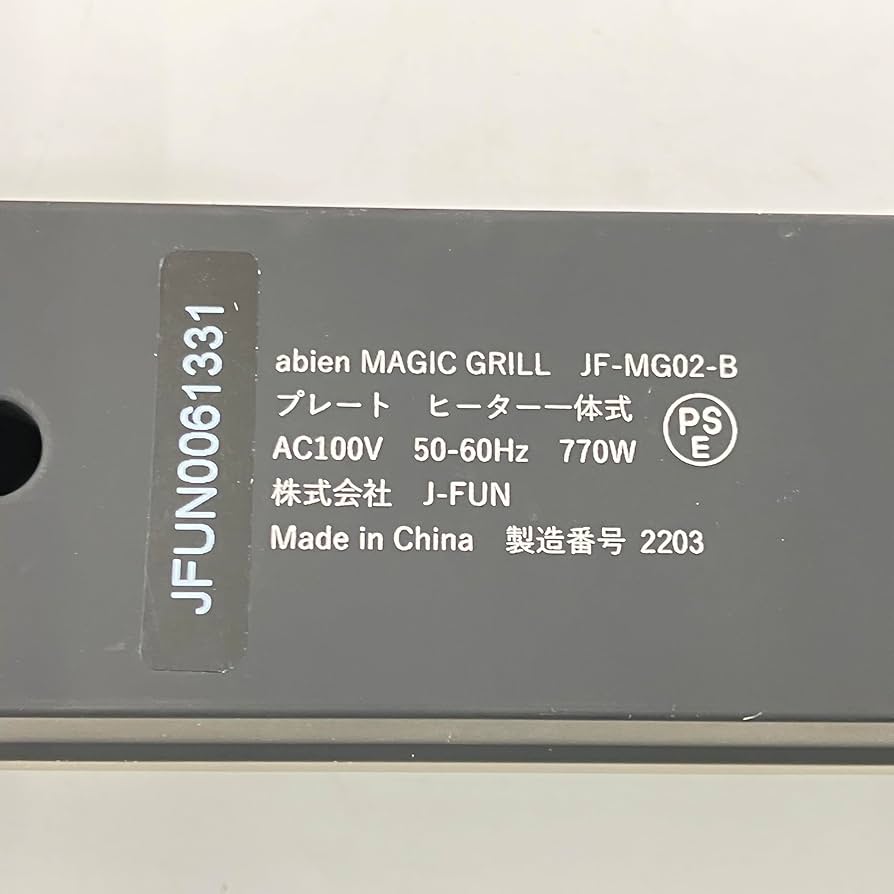 JFUN0061331
abien MAGIC GRILL JF-MG02-B
プレート ヒーター一体式
AC100V 50-60Hz 770W
PSE
株式会社 J-FUN
Made in China 製造番号 2203